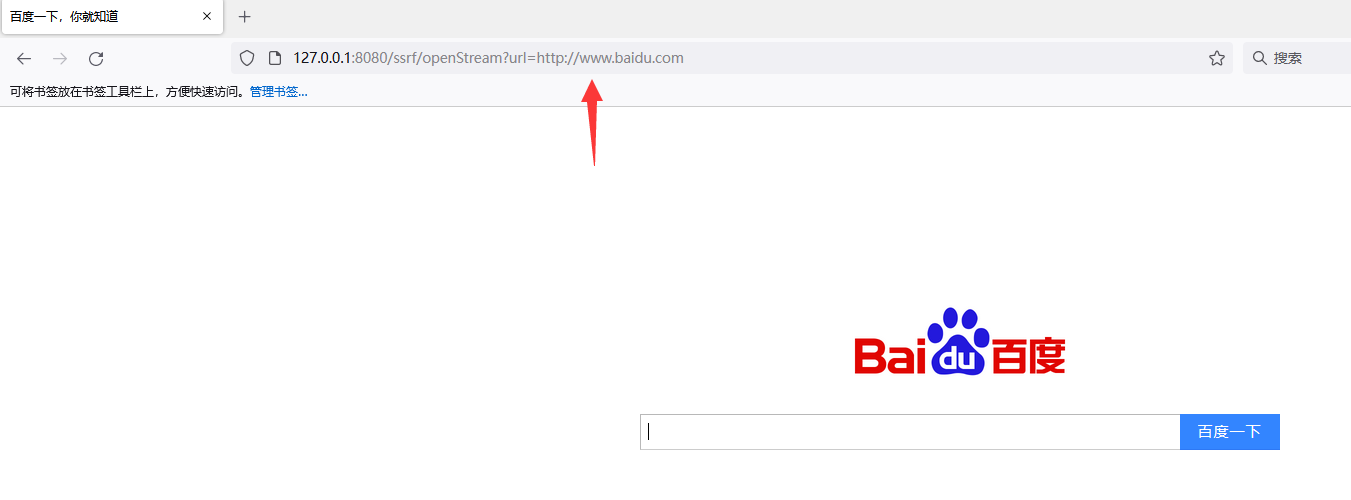 百度一下，你就知道
127.0.0.1:8080/ssrf/openStream?url=http://www.baidu.com
搜索
可将书签放在书签工具栏上，方便快速访问。管理书签...
Baidu百度
百度一下